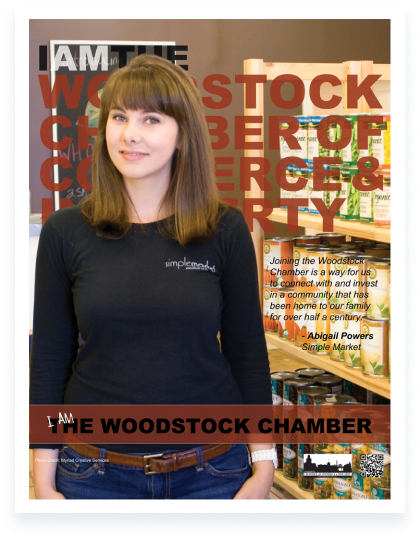 I AM THE
WOODSTOCK
CHAMBER OF
COMMERCE &
ERTY
simplemarket
Joining the Woodstock
Chamber is a way for us
to connect with and invest
in a community that has
been home to our family
for over half a century."
- Abigail Powers
Simple Market
I AM
THE WOODSTOCK CHAMBER
Photo Credit: Myriad Creative Services